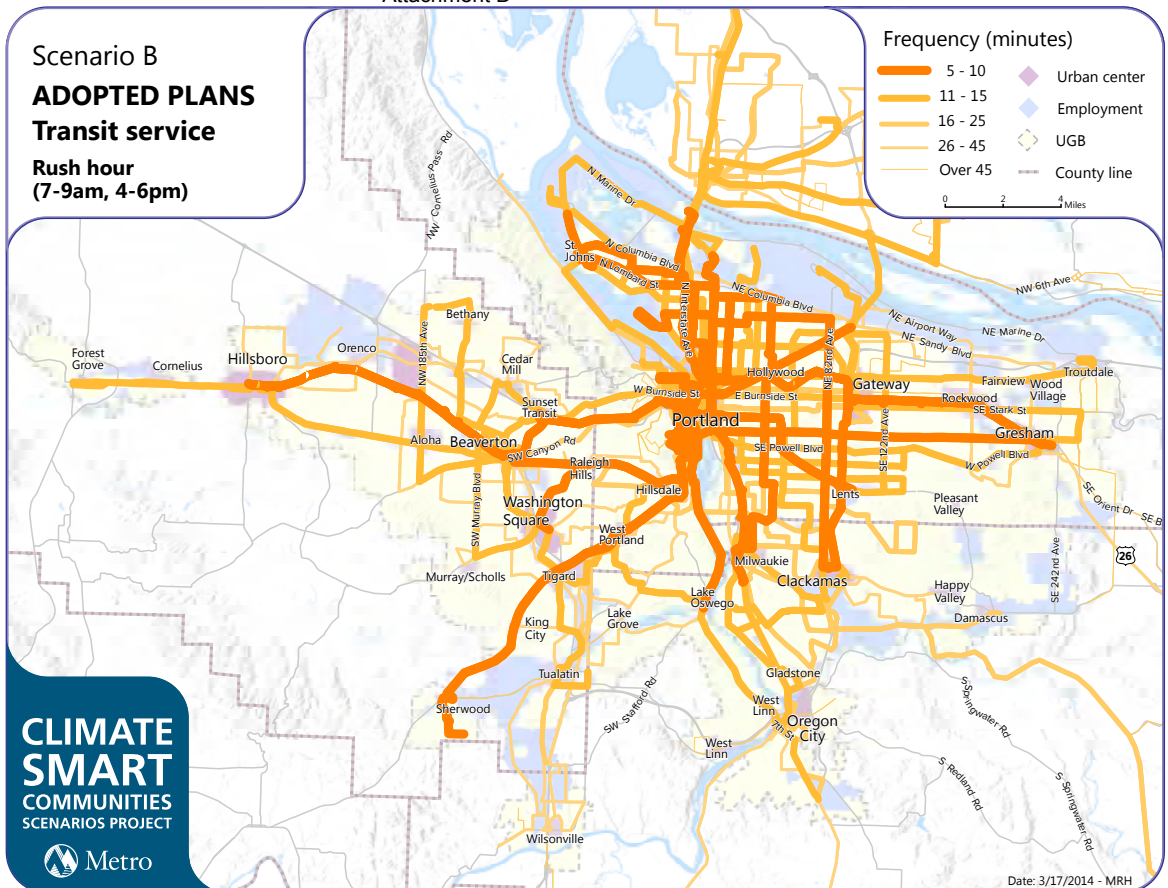 Scenario B
ADOPTED PLANS
Transit service
Rush hour
(7-9am, 4-6pm)
Frequency (minutes)
5 - 10
11 - 15
16 - 25
26 - 45
Over 45
Urban center
Employment
UGB
County line
0 2 4 Miles
NW Cornelius Pass Rd
N Marine Dr
St. Johns
N Columbia Blvd
N Lombard St
N Interstate Ave
NE Columbia Blvd
NW 6th Ave
NE Airport Way
NE Marine Dr
NE Sandy Blvd
NE 82nd Ave
Bethany
NW 185th Ave
Forest
Grove
Cornelius
Hillsboro
Orenco
Cedar
Mill
Sunset
Transit
W Burnside St
Hollywood
E Burnside St
Gateway
Fairview
Wood
Village
Troutdale
Rockwood
SE Stark St
Portland
Gresham
Aloha
Beaverton
SW Canyon Rd
Raleigh
Hills
SE Powell Blvd
SE 122nd Ave
W Powell Blvd
SW Murray Blvd
Washington
Square
Hillsdale
Lents
Pleasant
Valley
SE Orient Dr
SE B
West
Portland
26
Murray/Scholls
Tigard
Milwaukie
Clackamas
SE 242nd Ave
Happy
Valley
Lake
Oswego
Damascus
King
City
Lake
Grove
Tualatin
Gladstone
SW Stafford Rd
S Springwater Rd
Sherwood
West
Linn
7th St
Oregon
City
West
Linn
S Redland Rd
S Springwater Rd
Wilsonville
CLIMATE
SMART
COMMUNITIES
SCENARIOS PROJECT
Metro
Date: 3/17/2014 - MRH